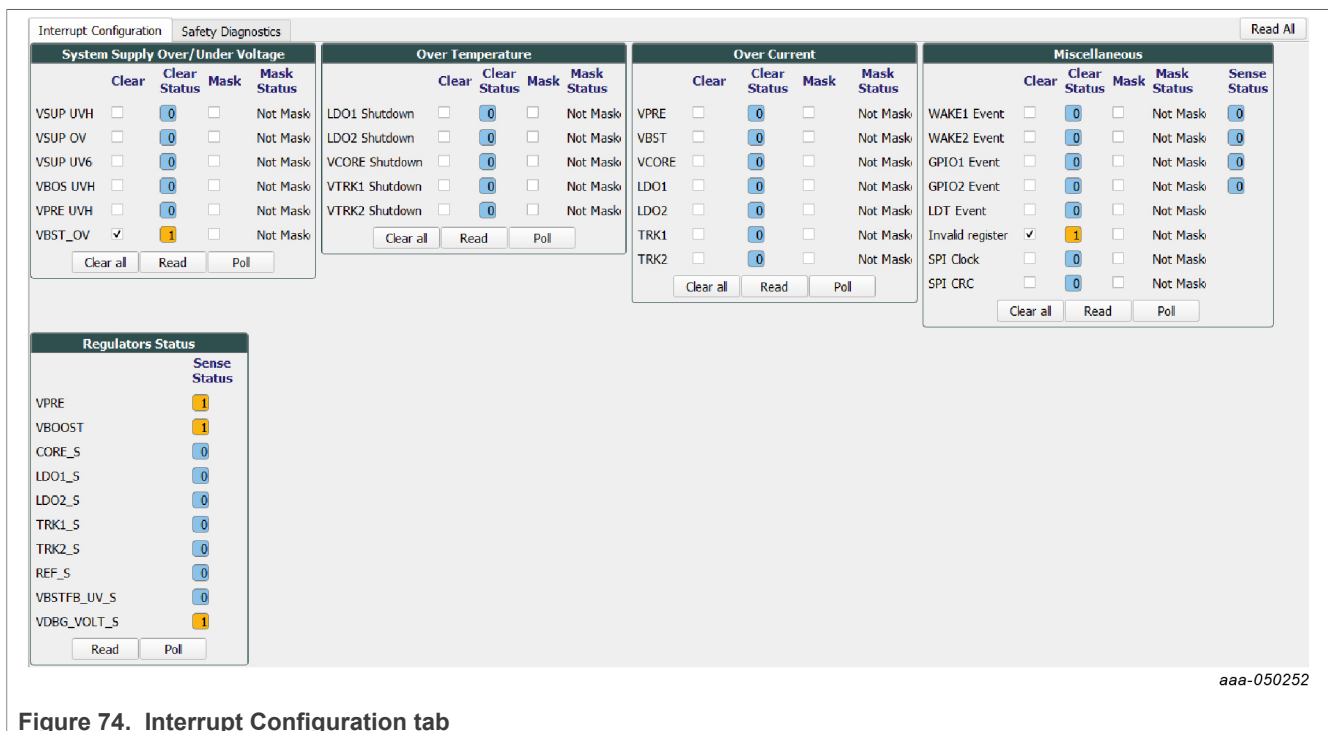 Interrupt Configuration Safety Diagnostics Read All
System Supply Over/Under Voltage
Clear Clear Status Mask Mask Status
VSUP UVH 0 Not Mask
VSUP OV 0 Not Mask
VSUP UV6 0 Not Mask
VBOS UVH 0 Not Mask
VPRE UVH 0 Not Mask
VBST_OV 1 Not Mask
Clear all Read Poll
Over Temperature
Clear Clear Status Mask Mask Status
LDO1 Shutdown 0 Not Mask
LDO2 Shutdown 0 Not Mask
VCORE Shutdown 0 Not Mask
VTRK1 Shutdown 0 Not Mask
VTRK2 Shutdown 0 Not Mask
Clear all Read Poll
Over Current
Clear Clear Status Mask Mask Status
VPRE 0 Not Mask
VBST 0 Not Mask
VCORE 0 Not Mask
LDO1 0 Not Mask
LDO2 0 Not Mask
TRK1 0 Not Mask
TRK2 0 Not Mask
Clear all Read Poll
Miscellaneous
Clear Clear Status Mask Mask Status Sense Status
WAKE1 Event 0 Not Mask 0
WAKE2 Event 0 Not Mask 0
GPIO1 Event 0 Not Mask 0
GPIO2 Event 0 Not Mask 0
LDT Event 0 Not Mask
Invalid register 1 Not Mask
SPI Clock 0 Not Mask
SPI CRC 0 Not Mask
Clear all Read Poll
Regulators Status
Sense Status
VPRE 1
VBOOST 1
CORE_S 0
LDO1_S 0
LDO2_S 0
TRK1_S 0
TRK2_S 0
REF_S 0
VBSTFB_UV_S 0
VDBG_VOLT_S 1
Read Poll
aaa-050252
Figure 74. Interrupt Configuration tab